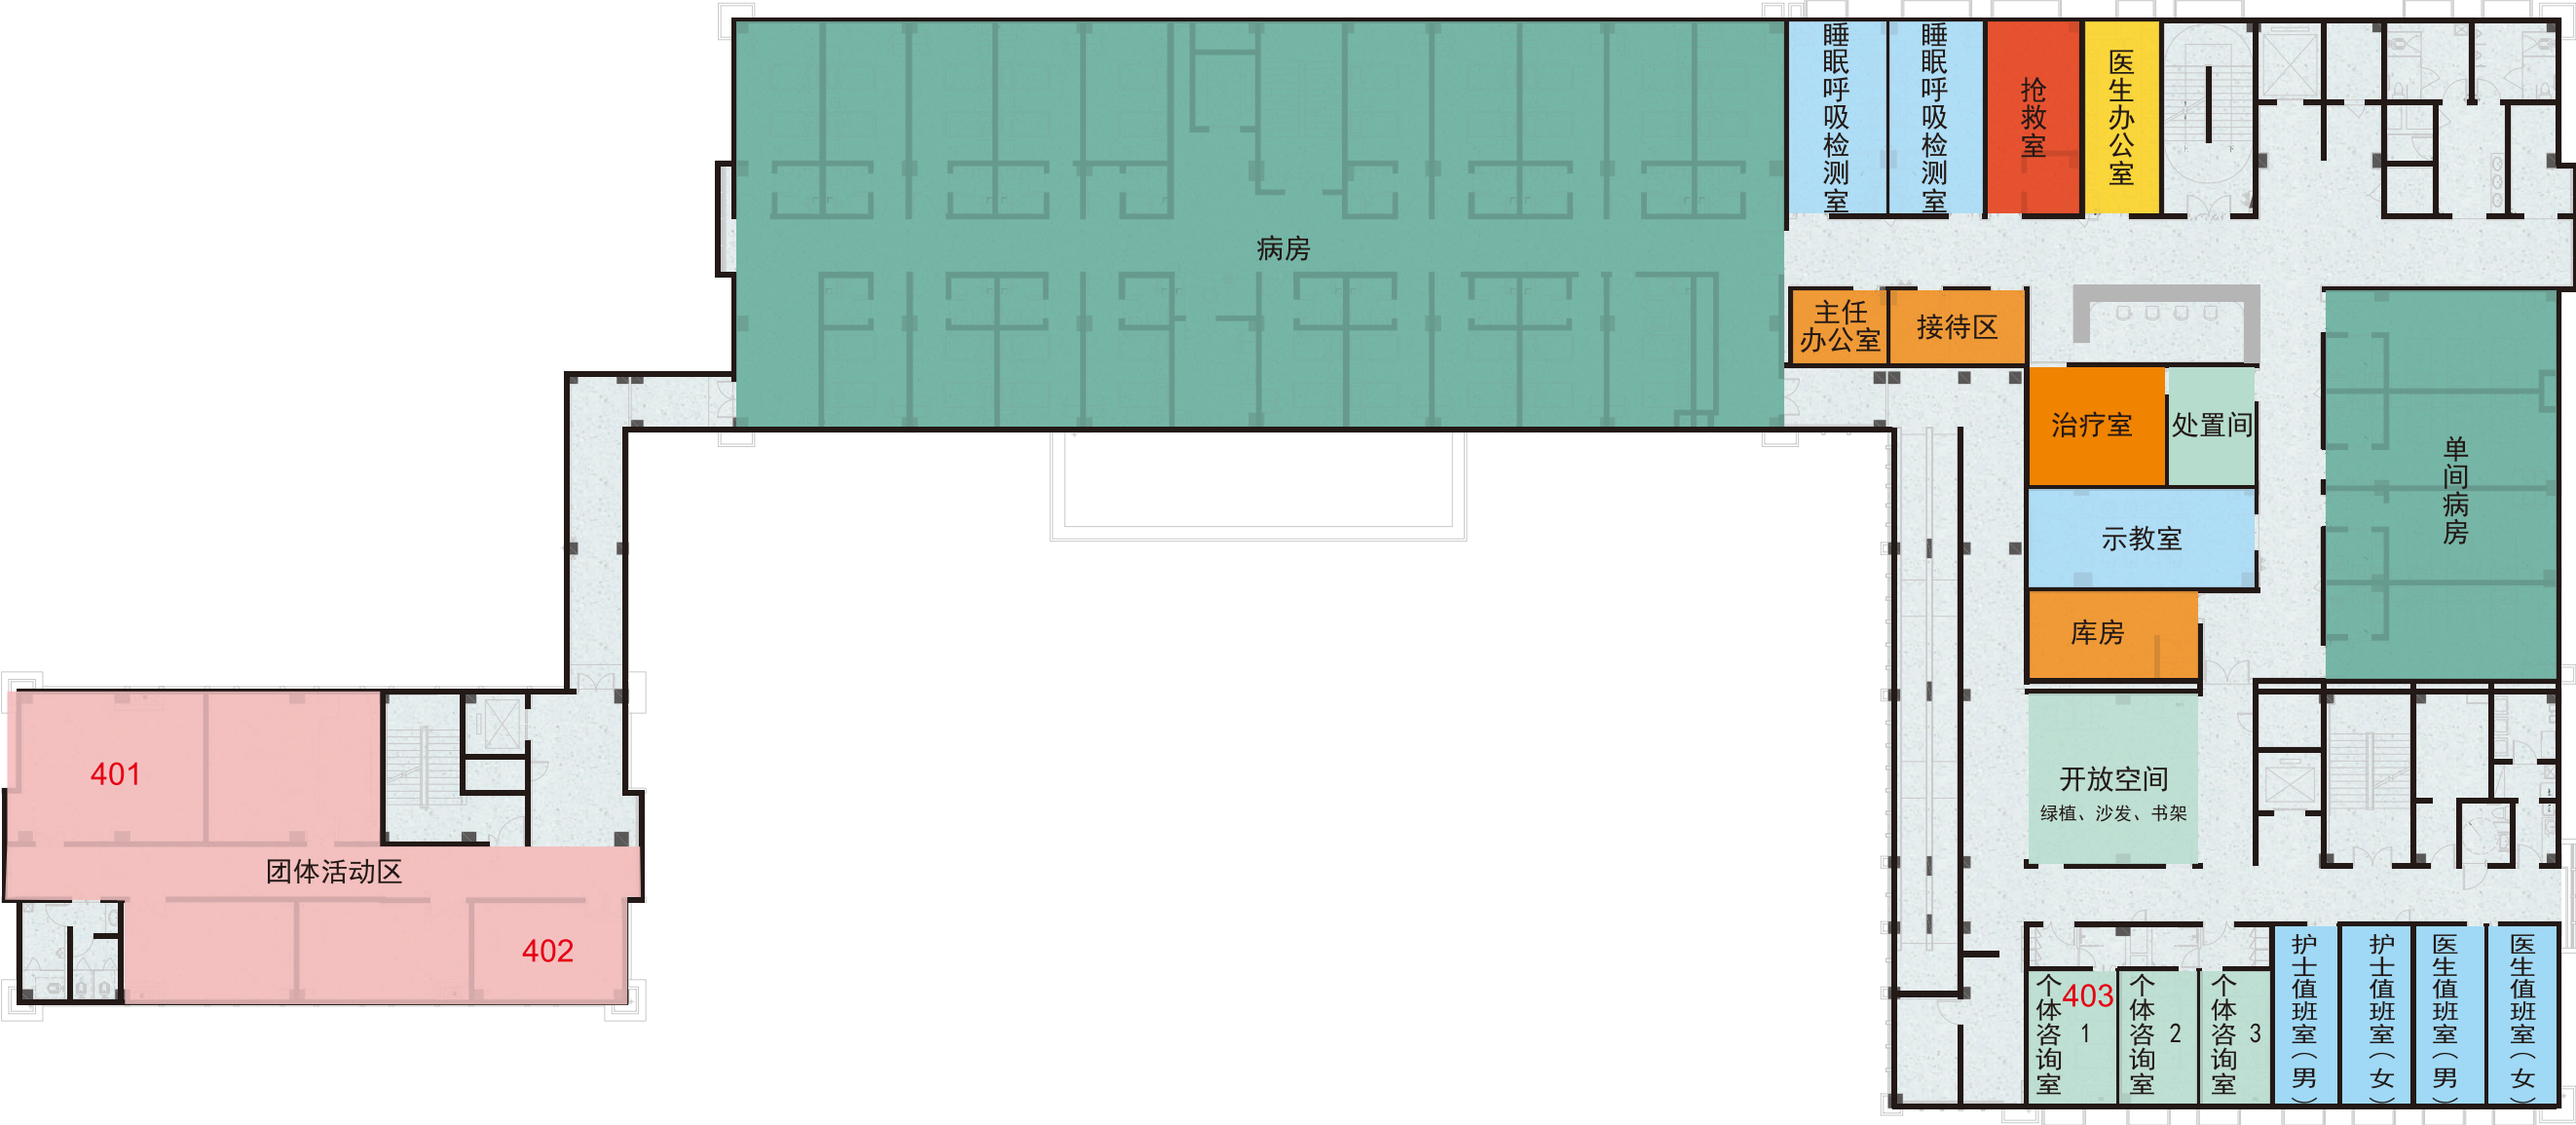 睡眠呼吸检测室
睡眠呼吸检测室
抢救室
医生办公室
病房
主任
办公室
接待区
治疗室
处置间
单间病房
示教室
库房
401
开放空间
绿植、沙发、书架
团体活动区
402
个体咨询室 1
403
个体咨询室 2
个体咨询室 3
护士值班室(男)
护士值班室(女)
医生值班室(男)
医生值班室(女)